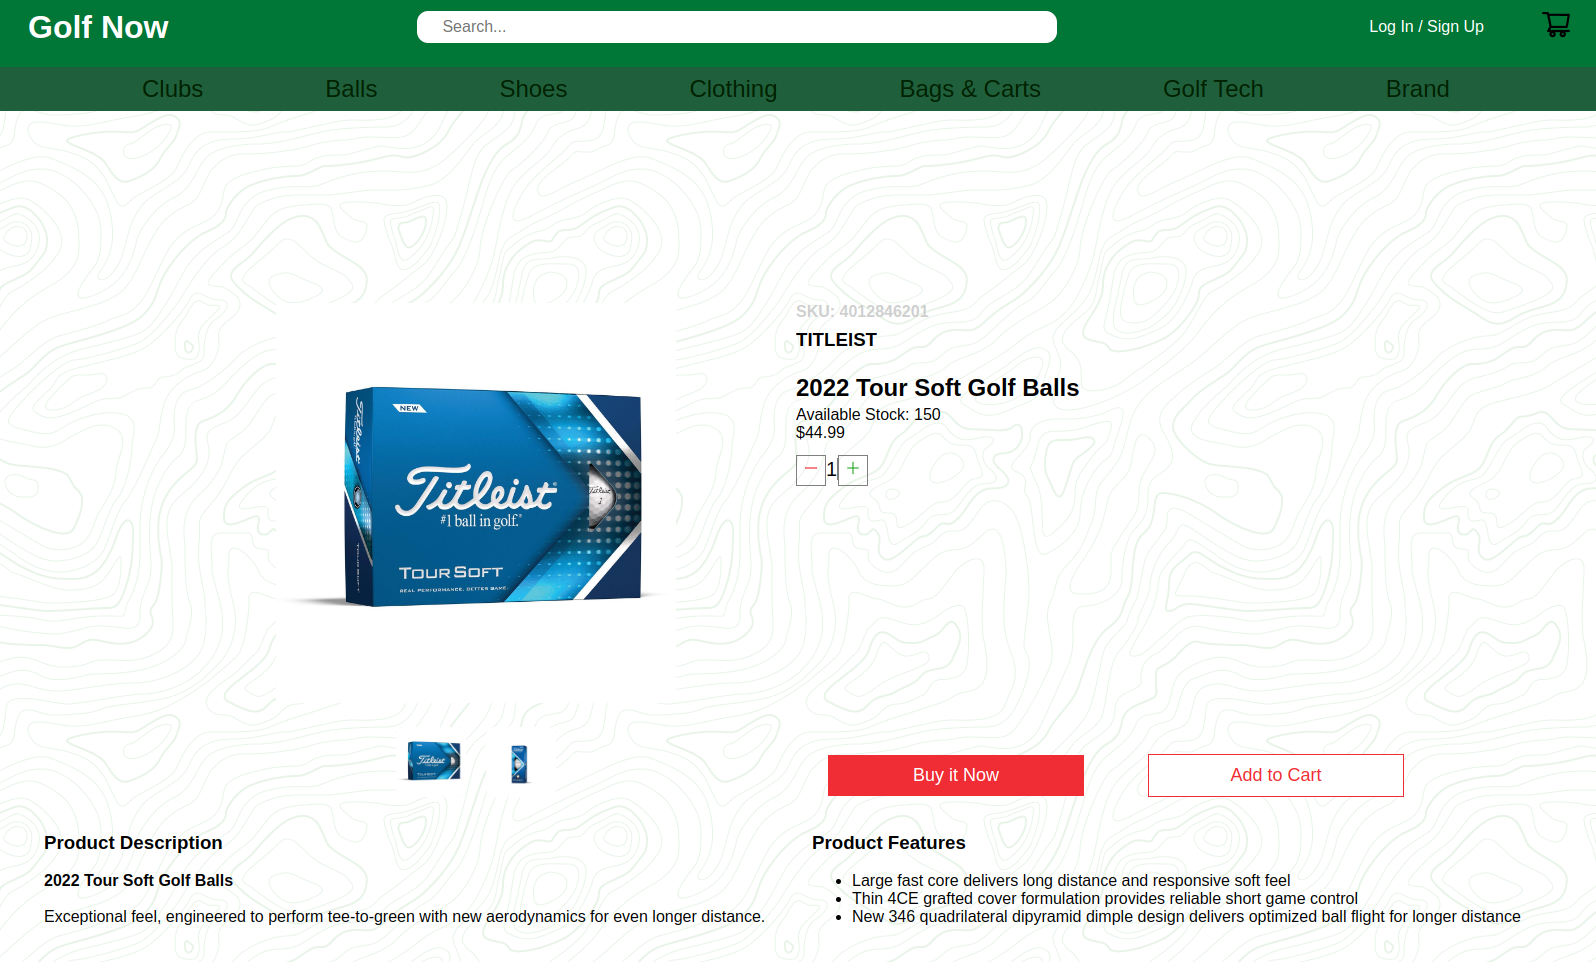 Golf Now
Search...
Log In / Sign Up
Clubs
Balls
Shoes
Clothing
Bags & Carts
Golf Tech
Brand
SKU: 4012846201
TITLEIST
2022 Tour Soft Golf Balls
Available Stock: 150
$44.99
1
NEW
Titleist
#1 ball in golf.®
TOUR SOFT
REAL PERFORMANCE. BETTER GAME.
Titleist
TOUR SOFT
Titleist
Buy it Now
Add to Cart
Product Description
2022 Tour Soft Golf Balls
Exceptional feel, engineered to perform tee-to-green with new aerodynamics for even longer distance.
Product Features
Large fast core delivers long distance and responsive soft feel
Thin 4CE grafted cover formulation provides reliable short game control
New 346 quadrilateral dipyramid dimple design delivers optimized ball flight for longer distance